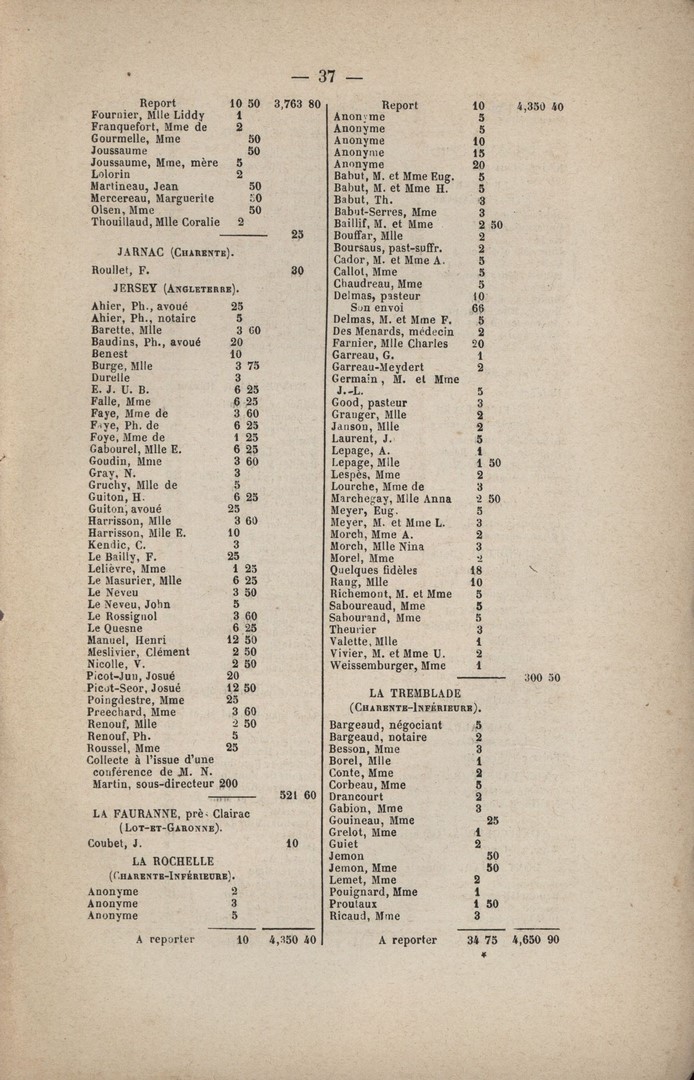 — 37 —
Report 10 50 3,763 80
Fournier, Mlle Liddy 1
Franquefort, Mme de 2
Gourmelle, Mme 50
Joussaume 50
Joussaume, Mme, mère 5
Lolorin 2
Martineau, Jean 50
Mercereau, Marguerite 50
Olsen, Mme 50
Thouillaud, Mlle Coralie 2
25
JARNAC (CHARENTE).
Roullet, F. 30
JERSEY (ANGLETERRE).
Ahier, Ph., avoué 25
Ahier, Ph., notaire 5
Barette, Mlle 3 60
Baudins, Ph., avoué 20
Benest 10
Burge, Mlle 3 75
Durelle 3
E. J. U. B. 6 25
Falle, Mme 6 25
Faye, Mme de 3 60
Faye, Ph. de 6 25
Foye, Mme de 1 25
Gabourel, Mlle E. 6 25
Goudin, Mme 3 60
Gray, N. 3
Gruchy, Mlle de 5
Guiton, H. 6 25
Guiton, avoué 25
Harrisson, Mlle 3 60
Harrisson, Mlle E. 10
Kendic, C. 3
Le Bailly, F. 25
Lelièvre, Mme 1 25
Le Masurier, Mlle 6 25
Le Neveu 3 50
Le Neveu, John 5
Le Rossignol 3 60
Le Quesne 6 25
Manuel, Henri 12 50
Meslivier, Clément 2 50
Nicolle, V. 2 50
Picot-Jun, Josué 20
Picot-Seor, Josué 12 50
Poingdestre, Mme 25
Preechard, Mme 3 60
Renouf, Mlle 2 50
Renouf, Ph. 5
Roussel, Mme 25
Collecte à l'issue d'une
conférence de M. N.
Martin, sous-directeur 200
521 60
LA FAURANNE, près Clairac
(LOT-ET-GARONNE).
Coubet, J. 10
LA ROCHELLE
(CHARENTE-INFÉRIEURE).
Anonyme 2
Anonyme 3
Anonyme 5
A reporter 10 4,350 40
Report 10 4,350 40
Anonyme 5
Anonyme 5
Anonyme 10
Anonyme 15
Anonyme 20
Babut, M. et Mme Eug. 5
Babut, M. et Mme H. 5
Babut, Th. 3
Babut-Serres, Mme 3
Baillif, M. et Mme 2 50
Bouffar, Mlle 2
Boursaus, past-suffr. 2
Cador, M. et Mme A. 5
Callot, Mme 5
Chaudreau, Mme 5
Delmas, pasteur 10
Son envoi 66
Delmas, M. et Mme F. 5
Des Menards, médecin 2
Farnier, Mlle Charles 20
Garreau, G. 1
Garreau-Meydert 2
Germain, M. et Mme
J.-L. 5
Good, pasteur 3
Granger, Mlle 2
Janson, Mlle 2
Laurent, J. 5
Lepage, A. 1
Lepage, Mlle 1 50
Lespès, Mme 2
Lourche, Mme de 3
Marchegay, Mlle Anna 2 50
Meyer, Eug. 5
Meyer, M. et Mme L. 3
Morch, Mme A. 2
Morch, Mlle Nina 3
Morel, Mme 2
Quelques fidèles 18
Rang, Mlle 10
Richemont, M. et Mme 5
Saboureaud, Mme 5
Sabourand, Mme 5
Theurier 3
Valette, Mlle 1
Vivier, M. et Mme U. 2
Weissemburger, Mme 1
300 50
LA TREMBLADE
(CHARENTE-INFÉRIEURE).
Bargeaud, négociant 5
Bargeaud, notaire 2
Besson, Mme 3
Borel, Mlle 1
Conte, Mme 2
Corbeau, Mme 5
Drancourt 2
Gabion, Mme 3
Gouineau, Mme 25
Grelot, Mme 1
Guiet 2
Jemon 50
Jemon, Mme 50
Lemet, Mme 2
Pouignard, Mme 1
Proutaux 1 50
Ricaud, Mme 3
A reporter 34 75 4,650 90
*